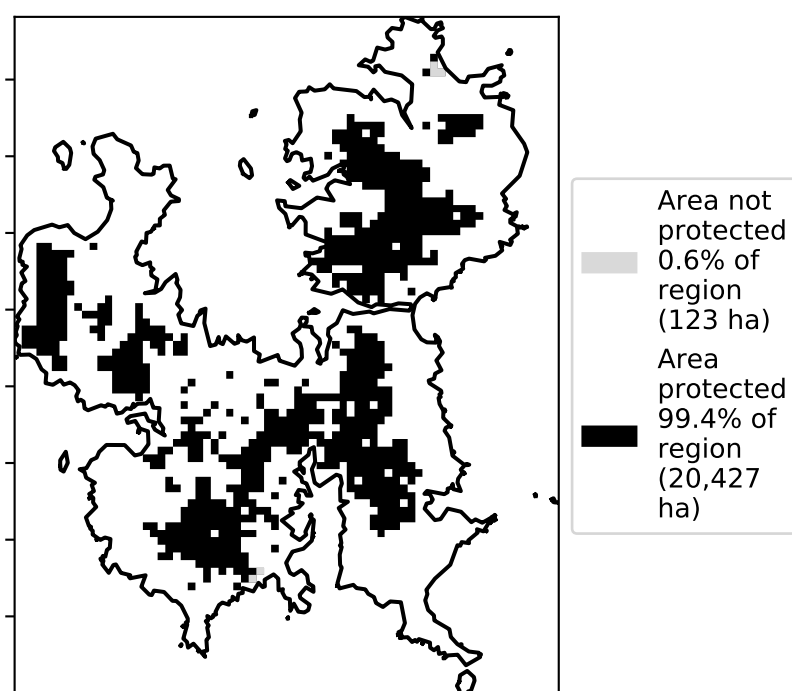 Area not
protected
0.6% of
region
(123 ha)
Area
protected
99.4% of
region
(20,427
ha)